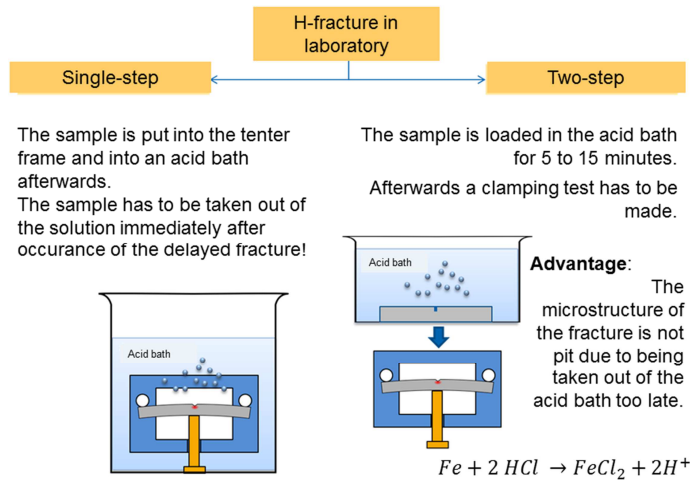 H-fracture in
laboratory
Single-step
Two-step
The sample is put into the tenter
frame and into an acid bath
afterwards.
The sample has to be taken out of
the solution immediately after
occurance of the delayed fracture!
Acid bath
The sample is loaded in the acid bath
for 5 to 15 minutes.
Afterwards a clamping test has to be
made.
Acid bath
Advantage:
The
microstructure of
the fracture is not
pit due to being
taken out of the
acid bath too late.
Fe + 2 HCl → FeCl₂ + 2H⁺